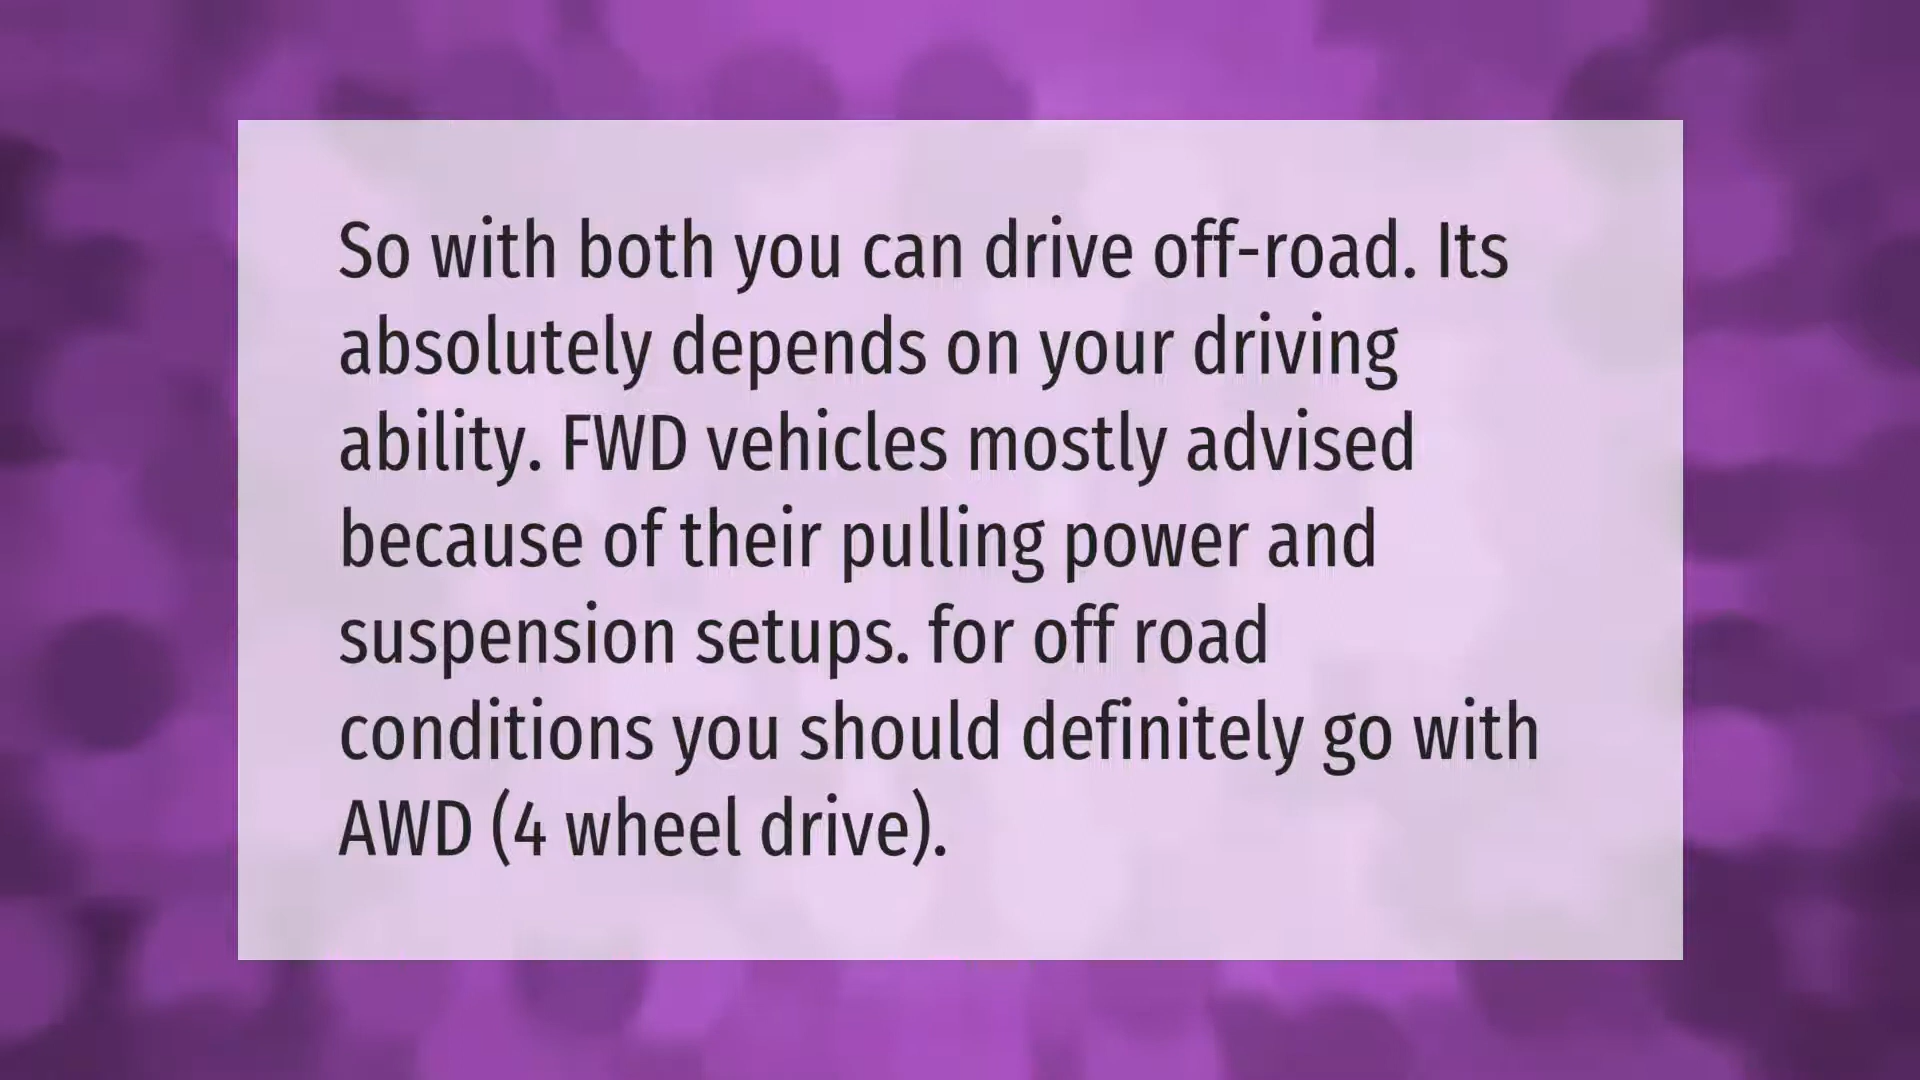 So with both you can drive off-road. Its
absolutely depends on your driving
ability. FWD vehicles mostly advised
because of their pulling power and
suspension setups. for off road
conditions you should definitely go with
AWD (4 wheel drive).